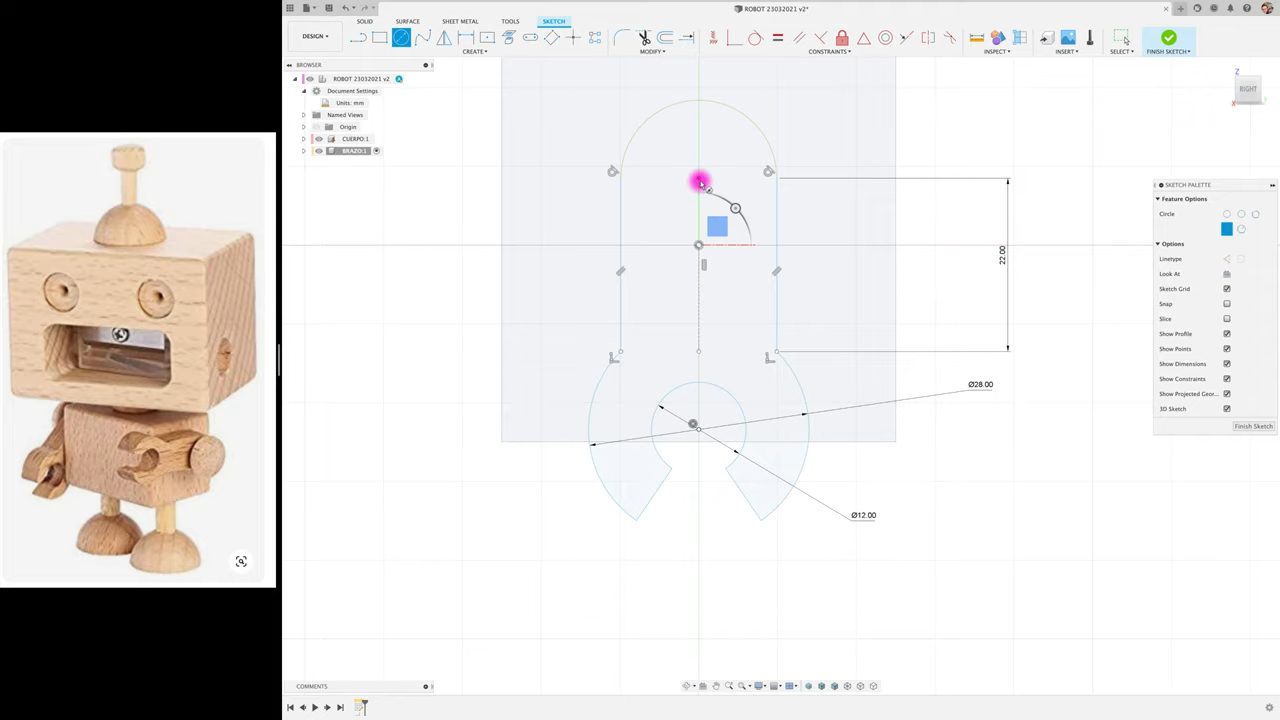 ROBOT 23032021 v2*
DESIGN
SOLID
SURFACE
SHEET METAL
TOOLS
SKETCH
CREATE
MODIFY
CONSTRAINTS
INSPECT
INSERT
SELECT
FINISH SKETCH
BROWSER
ROBOT 23032021 v2
Document Settings
Units: mm
Named Views
Origin
CUERPO:1
BRAZO:1
Z
RIGHT
X
SKETCH PALETTE
Feature Options
Circle
Options
Linetype
Look At
Sketch Grid
Snap
Slice
Show Profile
Show Points
Show Dimensions
Show Constraints
Show Projected Geor...
3D Sketch
Finish Sketch
22.00
Ø28.00
Ø12.00
COMMENTS